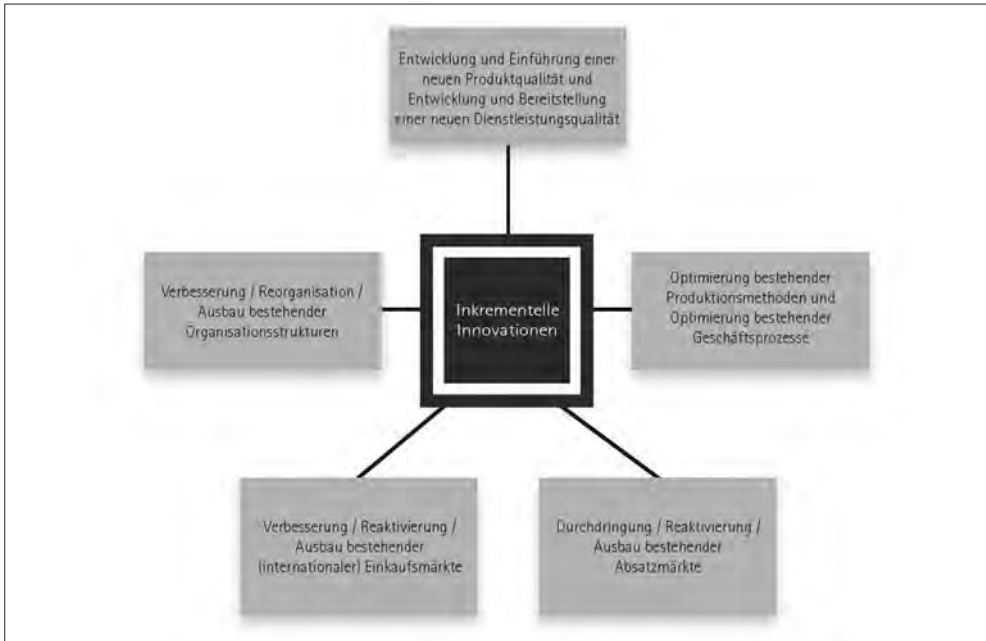 Entwicklung und Einführung einer
neuen Produktqualität und
Entwicklung und Bereitstellung
einer neuen Dienstleistungsqualität
Verbesserung / Reorganisation /
Ausbau bestehender
Organisationsstrukturen
Inkrementelle
Innovationen
Optimierung bestehender
Produktionsmethoden und
Optimierung bestehender
Geschäftsprozesse
Verbesserung / Reaktivierung /
Ausbau bestehender
(internationaler) Einkaufsmärkte
Durchdringung / Reaktivierung /
Ausbau bestehender
Absatzmärkte